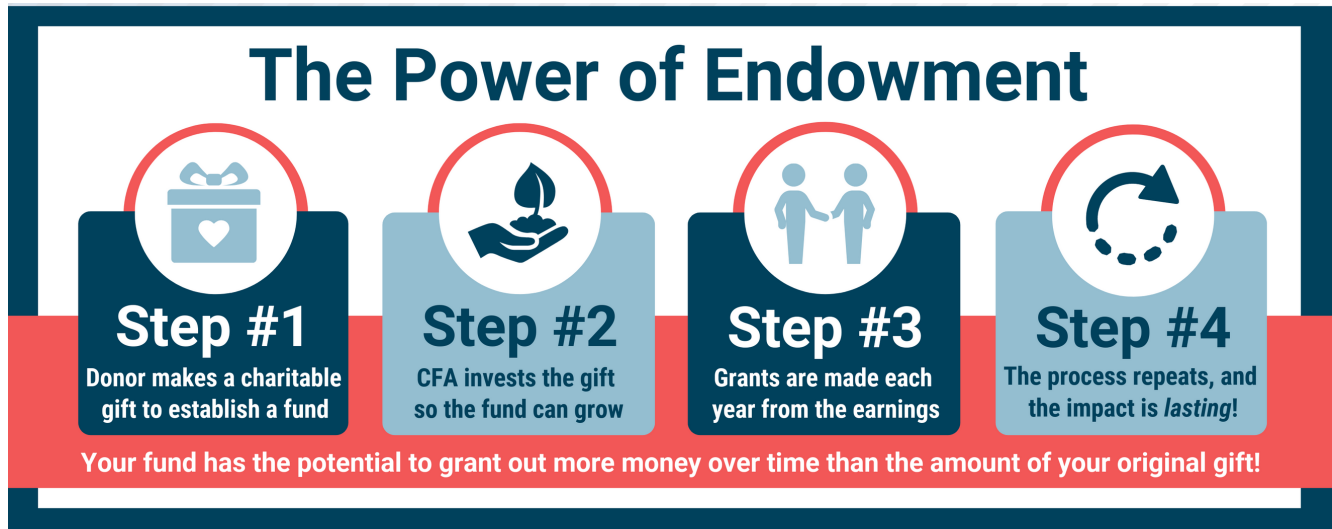 The Power of Endowment
Step #1
Donor makes a charitable
gift to establish a fund
Step #2
CFA invests the gift
so the fund can grow
Step #3
Grants are made each
year from the earnings
Step #4
The process repeats, and
the impact is lasting!
Your fund has the potential to grant out more money over time than the amount of your original gift!